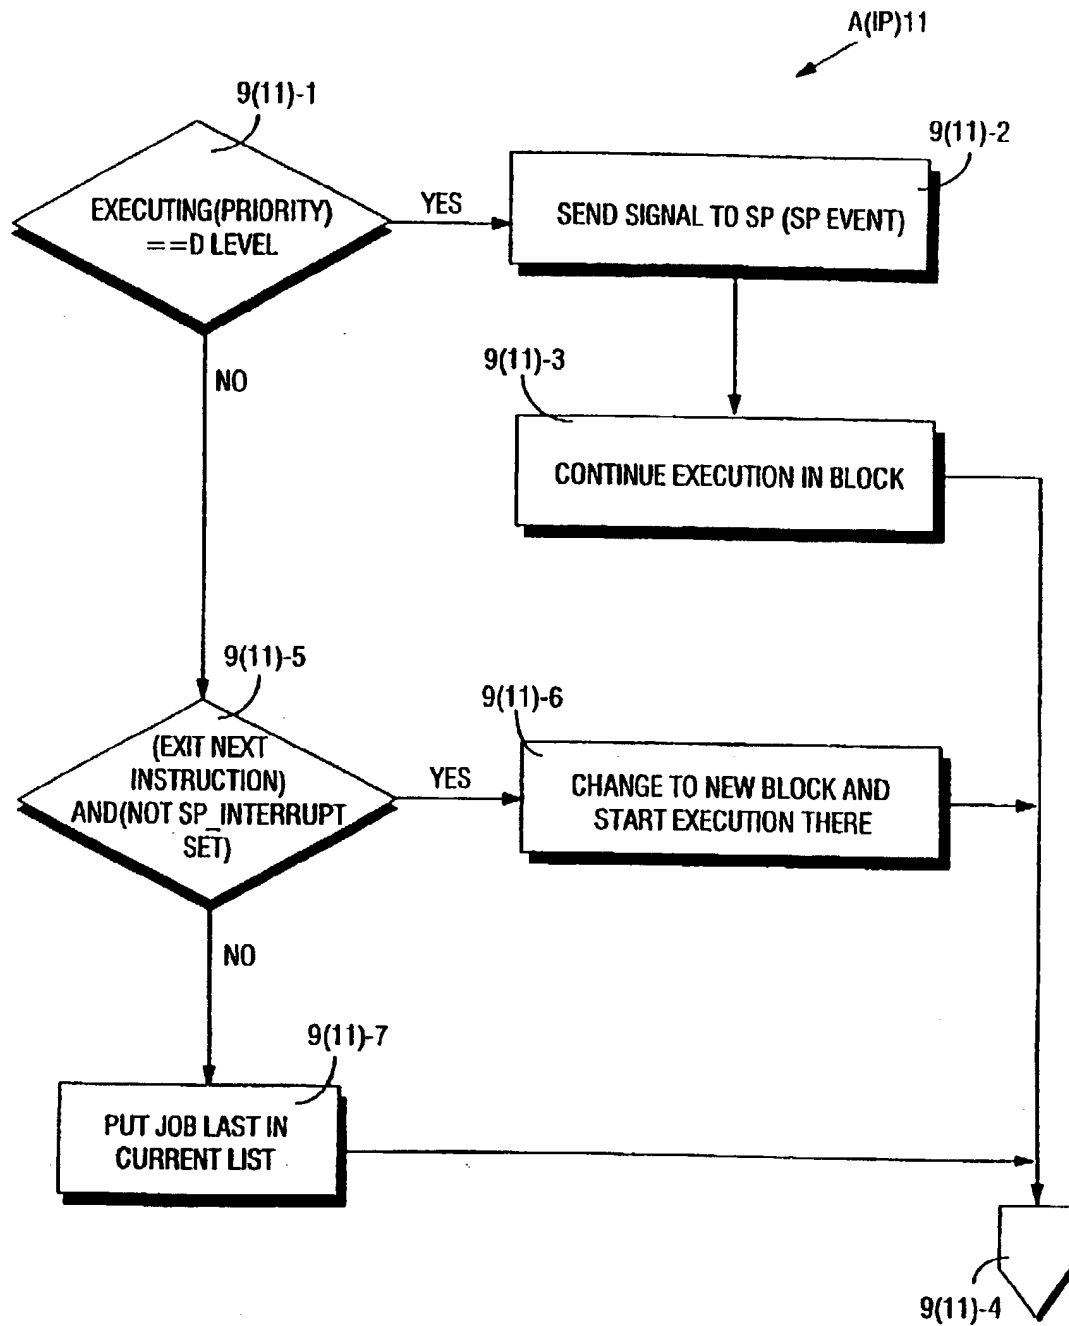 A(IP)11
9(11)-1
9(11)-2
EXECUTING(PRIORITY)
==D LEVEL
YES
SEND SIGNAL TO SP (SP EVENT)
9(11)-3
NO
CONTINUE EXECUTION IN BLOCK
9(11)-5
9(11)-6
(EXIT NEXT
INSTRUCTION)
AND(NOT SP_INTERRUPT
SET)
YES
CHANGE TO NEW BLOCK AND
START EXECUTION THERE
NO
9(11)-7
PUT JOB LAST IN
CURRENT LIST
9(11)-4